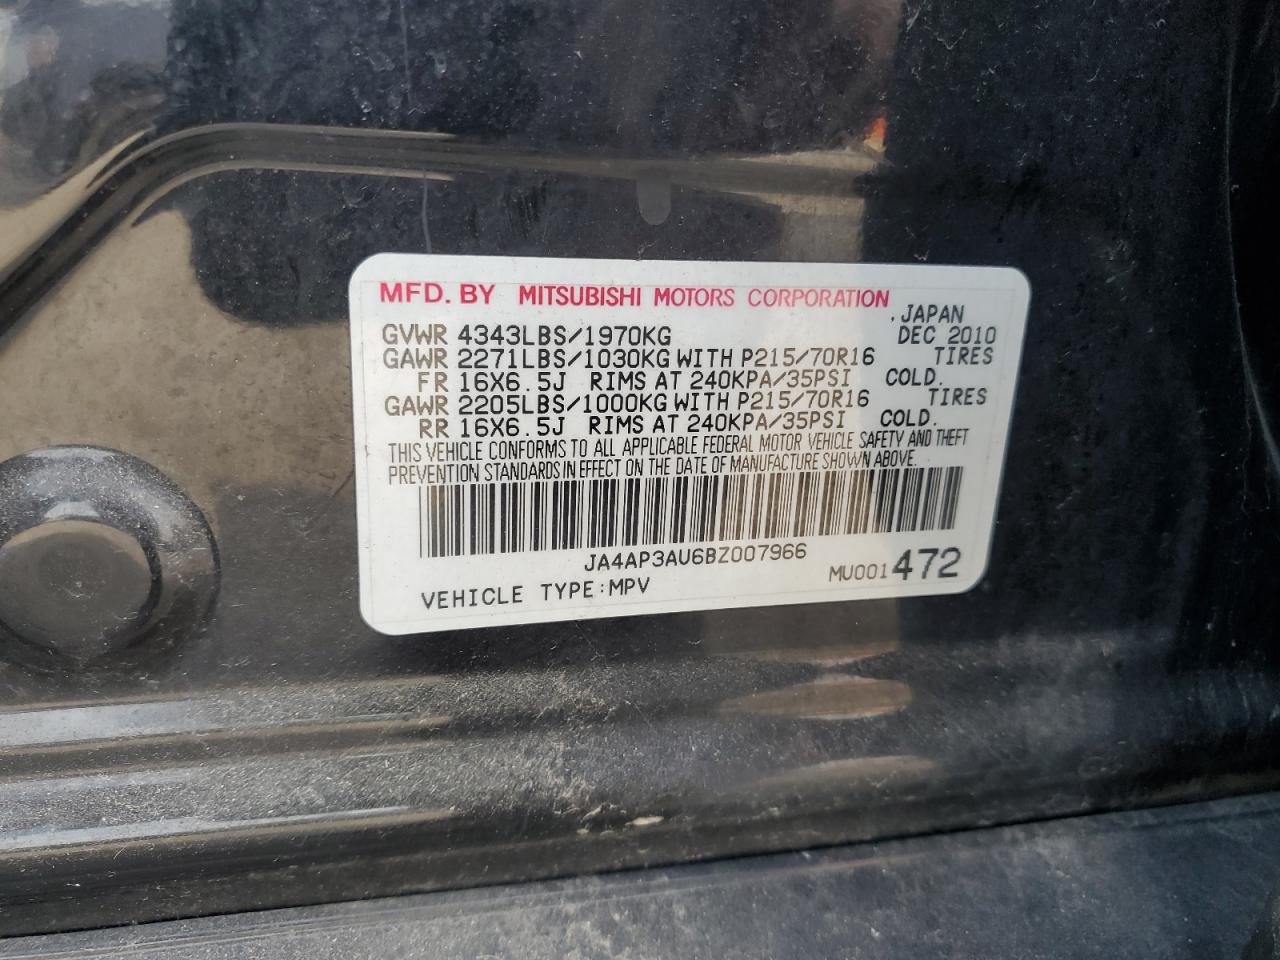 MFD. BY MITSUBISHI MOTORS CORPORATION
, JAPAN
GVWR 4343LBS/1970KG DEC 2010
GAWR 2271LBS/1030KG WITH P215/70R16 TIRES
FR 16X6.5J RIMS AT 240KPA/35PSI COLD.
GAWR 2205LBS/1000KG WITH P215/70R16 TIRES
RR 16X6.5J RIMS AT 240KPA/35PSI COLD.
THIS VEHICLE CONFORMS TO ALL APPLICABLE FEDERAL MOTOR VEHICLE SAFETY AND THEFT
PREVENTION STANDARDS IN EFFECT ON THE DATE OF MANUFACTURE SHOWN ABOVE.
JA4AP3AU6BZ007966
VEHICLE TYPE:MPV MU001472